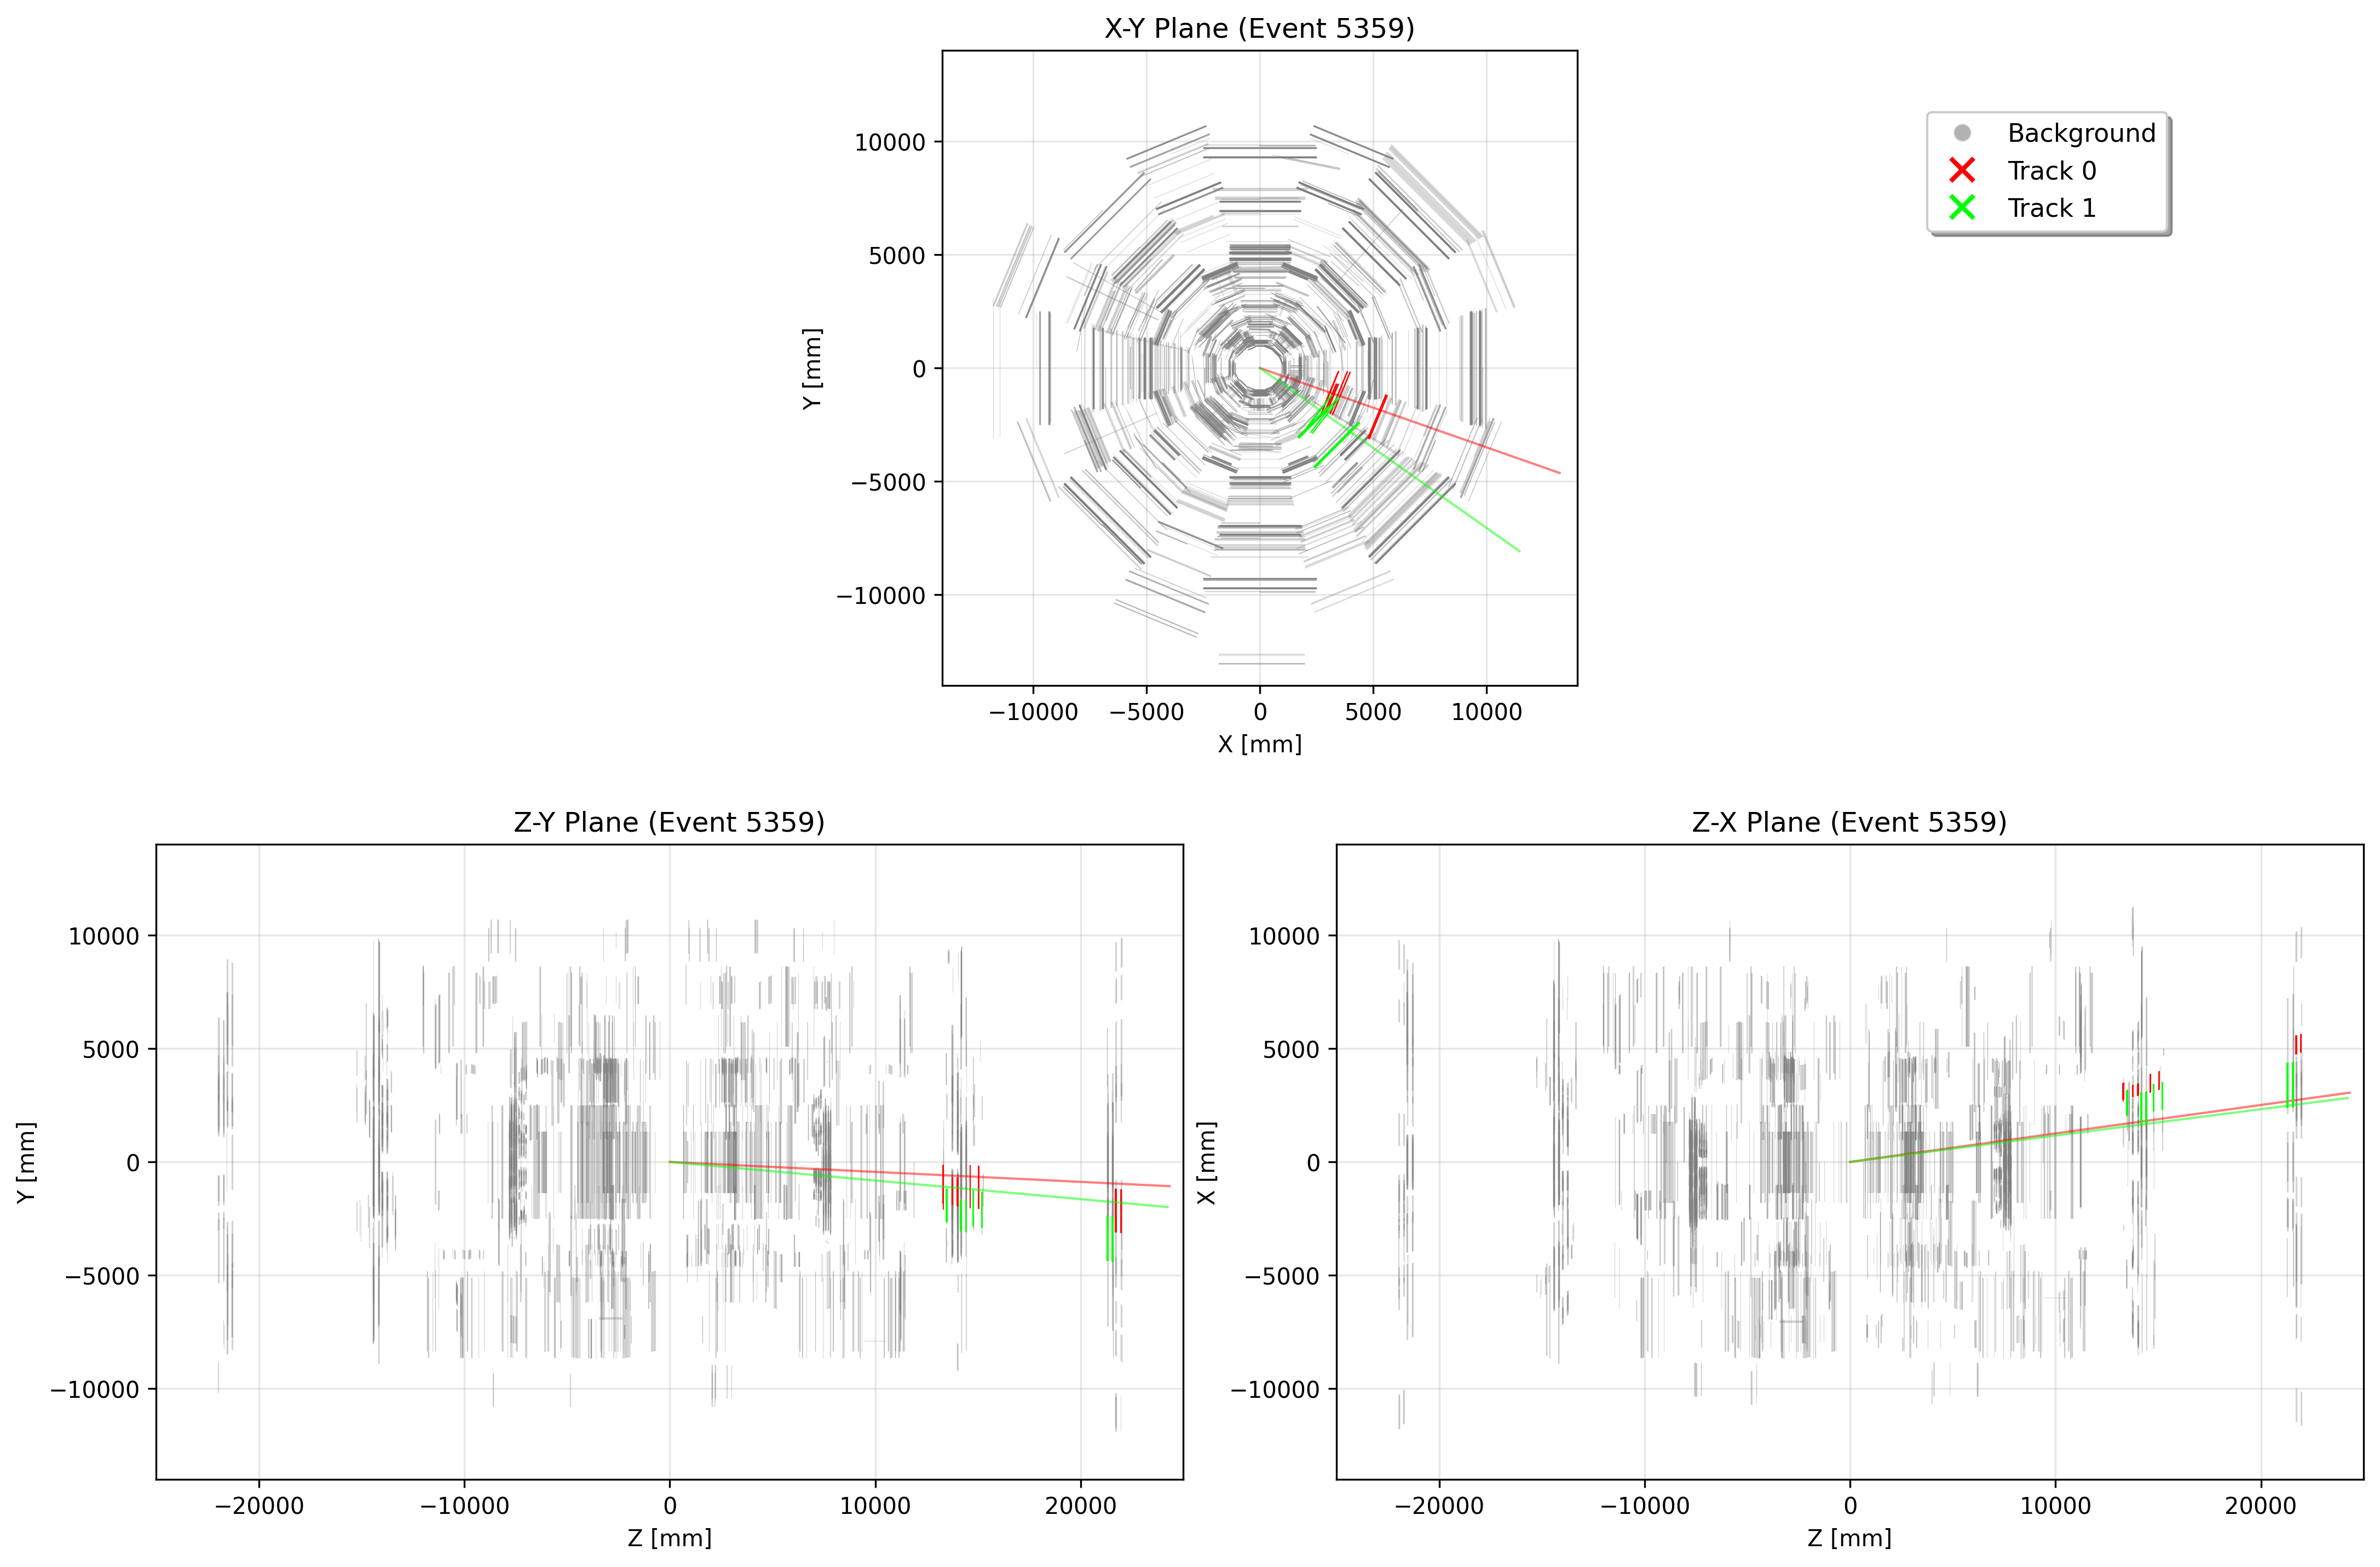 X-Y Plane (Event 5359)
Background
Track 0
Track 1
10000
5000
0
−5000
−10000
Y [mm]
−10000 −5000 0 5000 10000
X [mm]
Z-Y Plane (Event 5359)
10000
5000
0
−5000
−10000
Y [mm]
−20000 −10000 0 10000 20000
Z [mm]
Z-X Plane (Event 5359)
10000
5000
0
−5000
−10000
X [mm]
−20000 −10000 0 10000 20000
Z [mm]